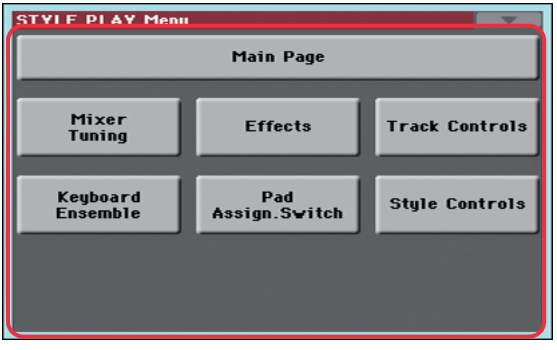 STYLE PLAY Menu
Main Page
Mixer
Tuning
Effects
Track Controls
Keyboard
Ensemble
Pad
Assign.Switch
Style Controls